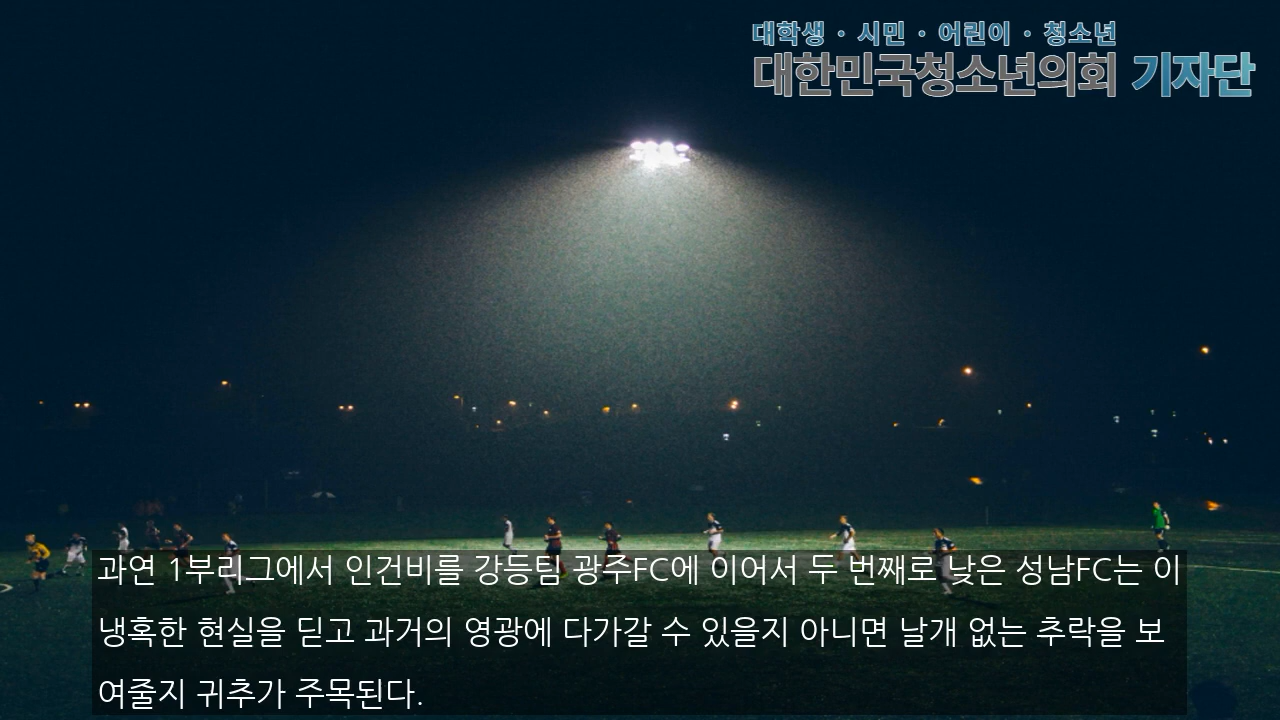 대학생 · 시민 · 어린이 · 청소년
대한민국청소년의회 기자단
과연 1부리그에서 인건비를 강등팀 광주FC에 이어서 두 번째로 낮은 성남FC는 이
냉혹한 현실을 딛고 과거의 영광에 다가갈 수 있을지 아니면 날개 없는 추락을 보
여줄지 귀추가 주목된다.